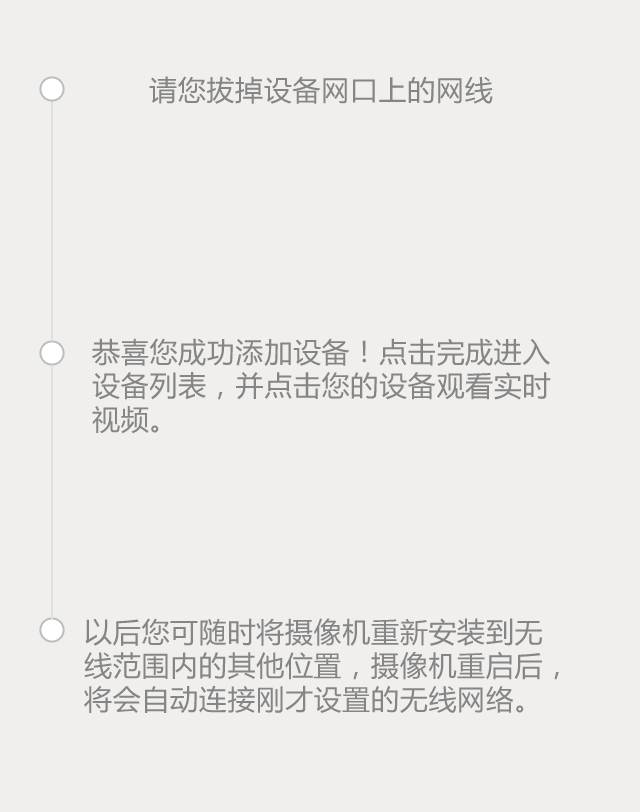 请您拔掉设备网口上的网线
恭喜您成功添加设备！点击完成进入
设备列表，并点击您的设备观看实时
视频。
以后您可随时将摄像机重新安装到无
线范围内的其他位置，摄像机重启后，
将会自动连接刚才设置的无线网络。